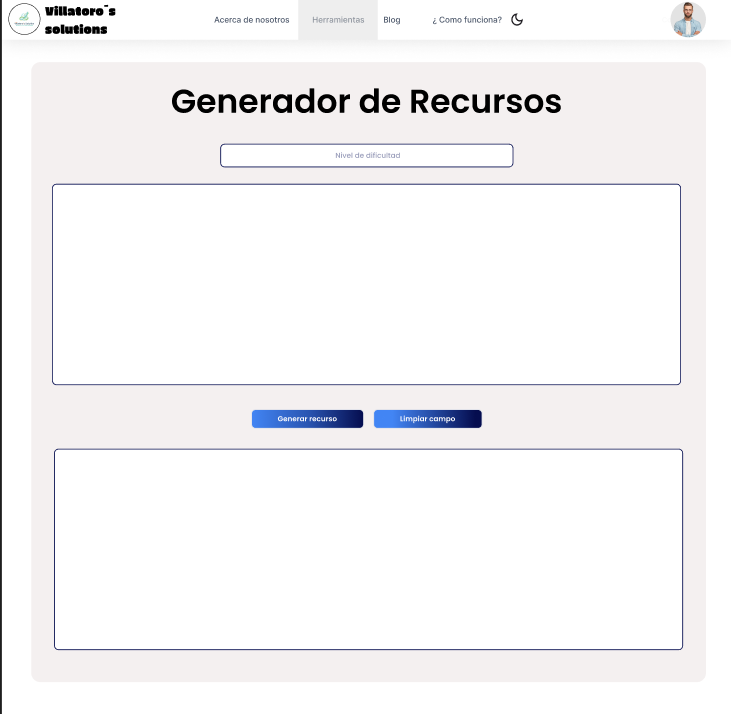 Villatoro´s
solutions
Acerca de nosotros
Herramientas
Blog
¿ Como funciona?
Generador de Recursos
Nivel de dificultad
Generar recurso
Limpiar campo